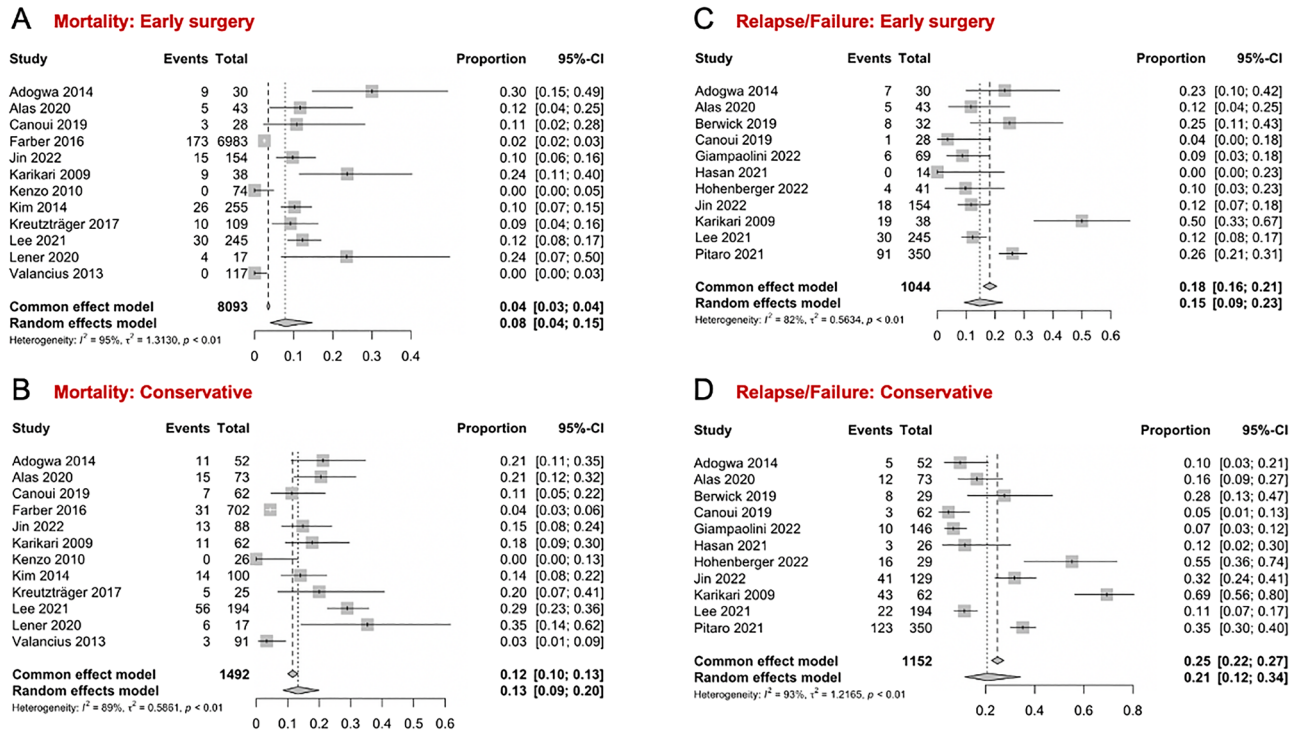 A Mortality: Early surgery
Study Events Total Proportion 95%-CI
Adogwa 2014 9 30 0.30 [0.15; 0.49]
Alas 2020 5 43 0.12 [0.04; 0.25]
Canoui 2019 3 28 0.11 [0.02; 0.28]
Farber 2016 173 6983 0.02 [0.02; 0.03]
Jin 2022 15 154 0.10 [0.06; 0.16]
Karikari 2009 9 38 0.24 [0.11; 0.40]
Kenzo 2010 0 74 0.00 [0.00; 0.05]
Kim 2014 26 255 0.10 [0.07; 0.15]
Kreutzträger 2017 10 109 0.09 [0.04; 0.16]
Lee 2021 30 245 0.12 [0.08; 0.17]
Lener 2020 4 17 0.24 [0.07; 0.50]
Valancius 2013 0 117 0.00 [0.00; 0.03]
Common effect model 8093 0.04 [0.03; 0.04]
Random effects model 0.08 [0.04; 0.15]
Heterogeneity: I² = 95%, τ² = 1.3130, p < 0.01
0 0.1 0.2 0.3 0.4
B Mortality: Conservative
Study Events Total Proportion 95%-CI
Adogwa 2014 11 52 0.21 [0.11; 0.35]
Alas 2020 15 73 0.21 [0.12; 0.32]
Canoui 2019 7 62 0.11 [0.05; 0.22]
Farber 2016 31 702 0.04 [0.03; 0.06]
Jin 2022 13 88 0.15 [0.08; 0.24]
Karikari 2009 11 62 0.18 [0.09; 0.30]
Kenzo 2010 0 26 0.00 [0.00; 0.13]
Kim 2014 14 100 0.14 [0.08; 0.22]
Kreutzträger 2017 5 25 0.20 [0.07; 0.41]
Lee 2021 56 194 0.29 [0.23; 0.36]
Lener 2020 6 17 0.35 [0.14; 0.62]
Valancius 2013 3 91 0.03 [0.01; 0.09]
Common effect model 1492 0.12 [0.10; 0.13]
Random effects model 0.13 [0.09; 0.20]
Heterogeneity: I² = 89%, τ² = 0.5861, p < 0.01
0 0.1 0.2 0.3 0.4 0.5 0.6
C Relapse/Failure: Early surgery
Study Events Total Proportion 95%-CI
Adogwa 2014 7 30 0.23 [0.10; 0.42]
Alas 2020 5 43 0.12 [0.04; 0.25]
Berwick 2019 8 32 0.25 [0.11; 0.43]
Canoui 2019 1 28 0.04 [0.00; 0.18]
Giampaolini 2022 6 69 0.09 [0.03; 0.18]
Hasan 2021 0 14 0.00 [0.00; 0.23]
Hohenberger 2022 4 41 0.10 [0.03; 0.23]
Jin 2022 18 154 0.12 [0.07; 0.18]
Karikari 2009 19 38 0.50 [0.33; 0.67]
Lee 2021 30 245 0.12 [0.08; 0.17]
Pitaro 2021 91 350 0.26 [0.21; 0.31]
Common effect model 1044 0.18 [0.16; 0.21]
Random effects model 0.15 [0.09; 0.23]
Heterogeneity: I² = 82%, τ² = 0.5634, p < 0.01
0 0.1 0.2 0.3 0.4 0.5 0.6
D Relapse/Failure: Conservative
Study Events Total Proportion 95%-CI
Adogwa 2014 5 52 0.10 [0.03; 0.21]
Alas 2020 12 73 0.16 [0.09; 0.27]
Berwick 2019 8 29 0.28 [0.13; 0.47]
Canoui 2019 3 62 0.05 [0.01; 0.13]
Giampaolini 2022 10 146 0.07 [0.03; 0.12]
Hasan 2021 3 26 0.12 [0.02; 0.30]
Hohenberger 2022 16 29 0.55 [0.36; 0.74]
Jin 2022 41 129 0.32 [0.24; 0.41]
Karikari 2009 43 62 0.69 [0.56; 0.80]
Lee 2021 22 194 0.11 [0.07; 0.17]
Pitaro 2021 123 350 0.35 [0.30; 0.40]
Common effect model 1152 0.25 [0.22; 0.27]
Random effects model 0.21 [0.12; 0.34]
Heterogeneity: I² = 93%, τ² = 1.2165, p < 0.01
0.2 0.4 0.6 0.8